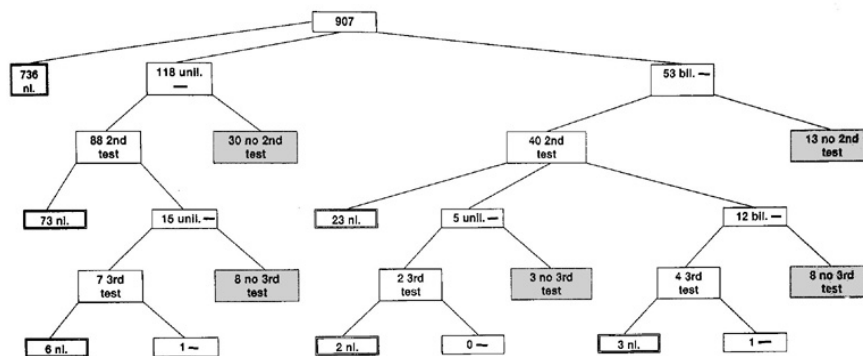 907
736
nl.
118 unil. —
53 bil. —
88 2nd
test
30 no 2nd
test
40 2nd
test
13 no 2nd
test
73 nl.
15 unil. —
23 nl.
5 unil. —
12 bil. —
7 3rd
test
8 no 3rd
test
2 3rd
test
3 no 3rd
test
4 3rd
test
8 no 3rd
test
6 nl.
1 —
2 nl.
0 —
3 nl.
1 —